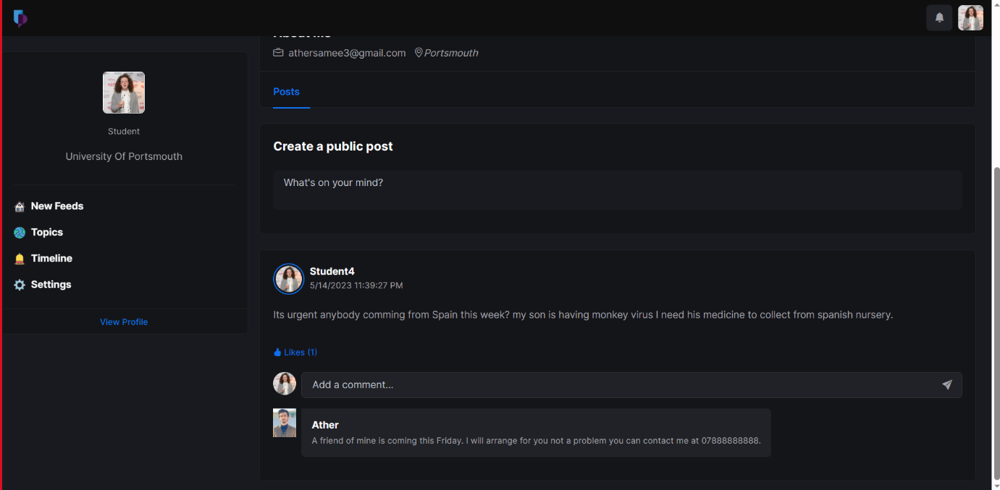 About me
athersamee3@gmail.com Portsmouth
Posts
Student
University Of Portsmouth
New Feeds
Topics
Timeline
Settings
View Profile
Create a public post
What's on your mind?
Student4
5/14/2023 11:39:27 PM
Its urgent anybody comming from Spain this week? my son is having monkey virus I need his medicine to collect from spanish nursery.
Likes (1)
Add a comment...
Ather
A friend of mine is coming this Friday. I will arrange for you not a problem you can contact me at 07888888888.